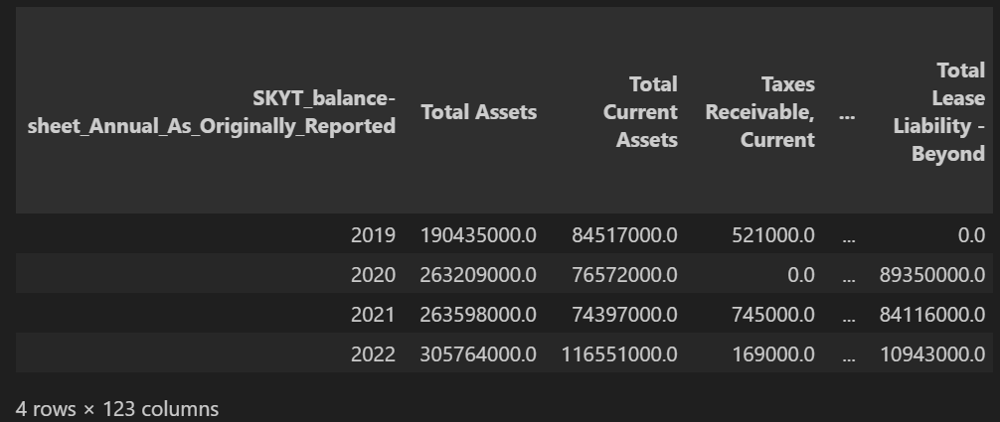 SKYT_balance-sheet_Annual_As_Originally_Reported Total Assets Total Current Assets Taxes Receivable, Current ... Total Lease Liability - Beyond
2019 190435000.0 84517000.0 521000.0 ... 0.0
2020 263209000.0 76572000.0 0.0 ... 89350000.0
2021 263598000.0 74397000.0 745000.0 ... 84116000.0
2022 305764000.0 116551000.0 169000.0 ... 10943000.0
4 rows × 123 columns